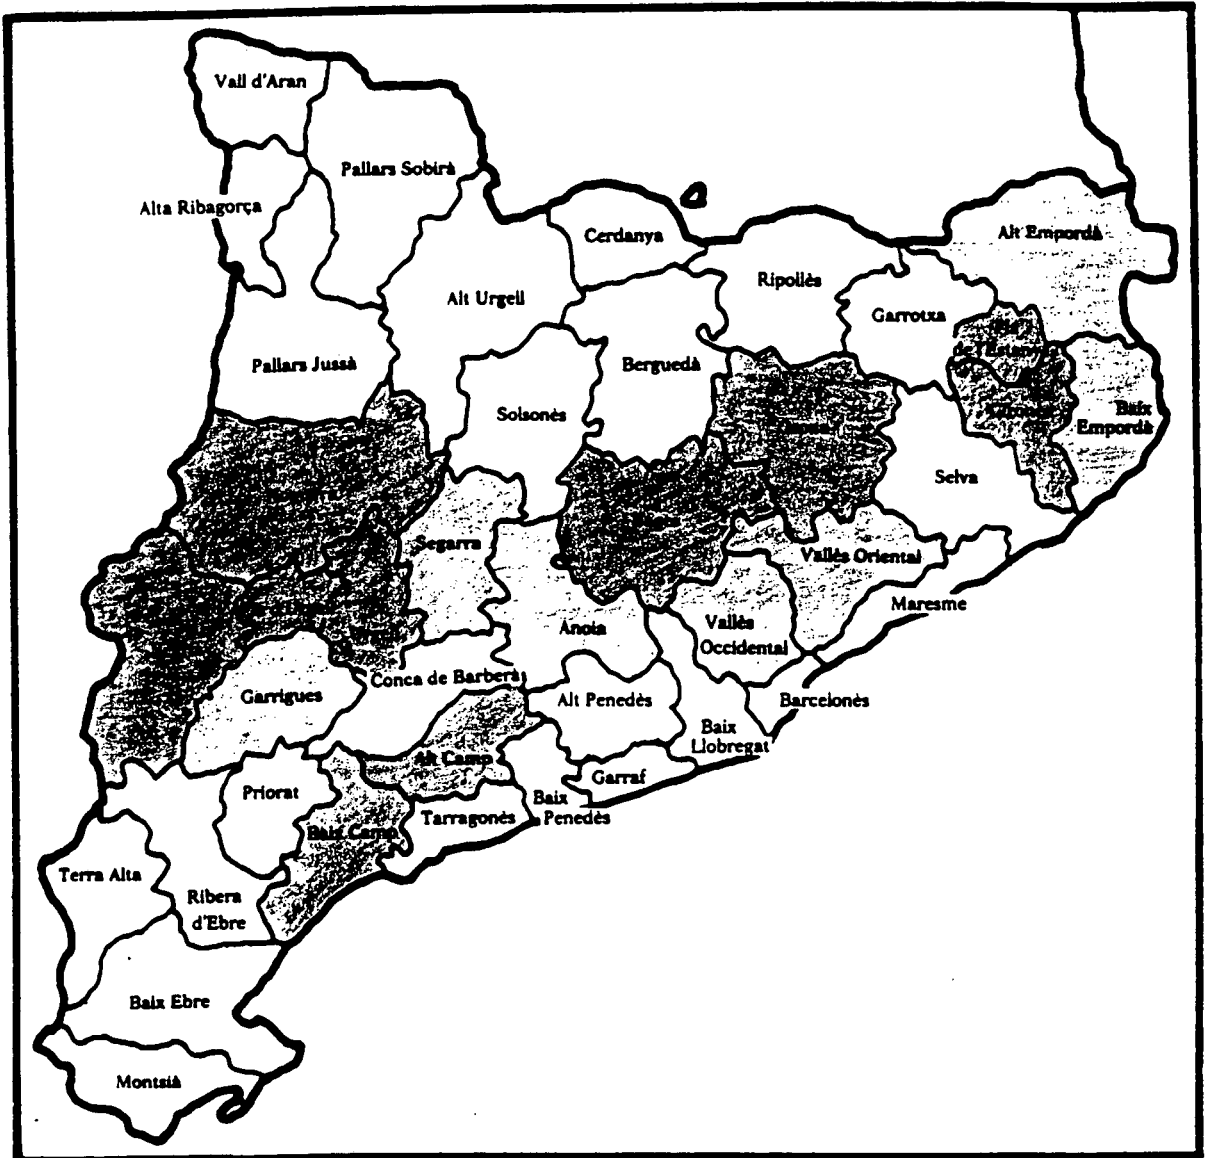 Vall d'Aran
Pallars Sobirà
Alta Ribagorça
Cerdanya
Alt Empordà
Ripollès
Alt Urgell
Garrotxa
de l'Estany
Pallars Jussà
Berguedà
Solsonès
Baix
Empordà
Selva
Segarra
Vallès Oriental
Maresme
Anoia
Vallès
Occidental
Conca de Barberà
Garrigues
Alt Penedès
Barcelonès
Baix
Llobregat
Alt Camp
Garraf
Priorat
Baix
Penedès
Tarragonès
Baix Camp
Terra Alta
Ribera
d'Ebre
Baix Ebre
Montsià